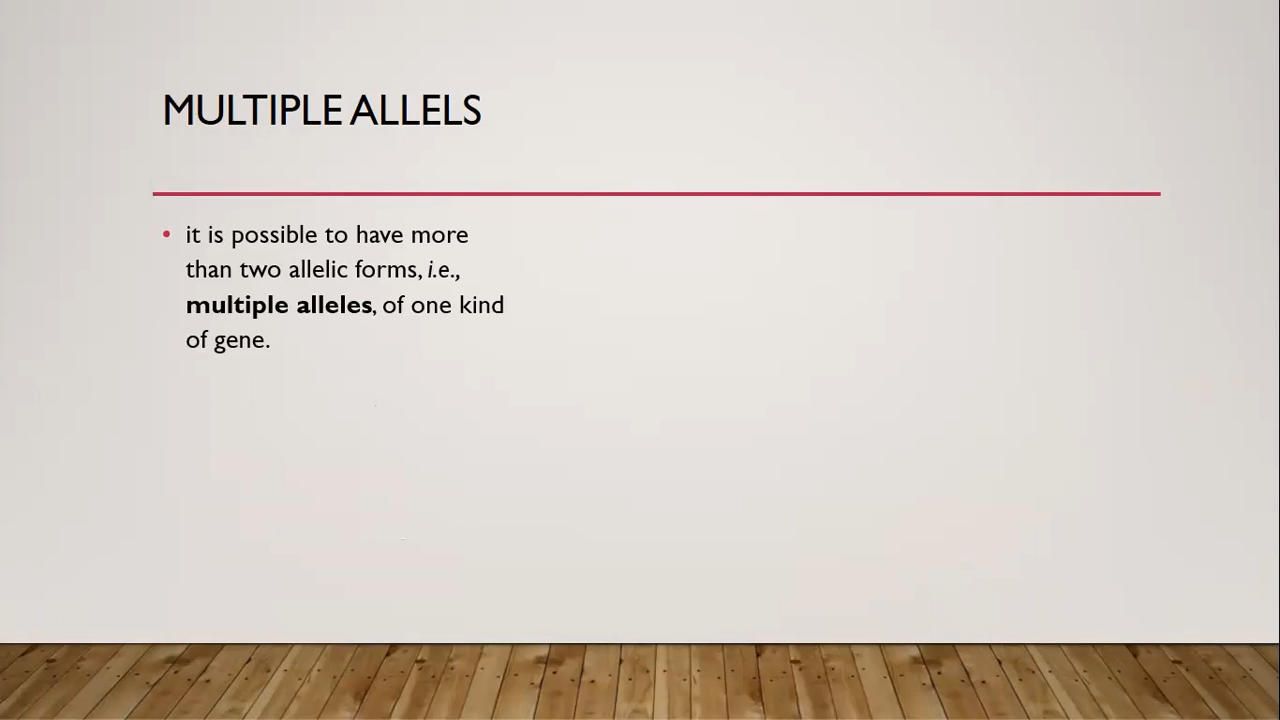 MULTIPLE ALLELS
• it is possible to have more
than two allelic forms, i.e.,
multiple alleles, of one kind
of gene.